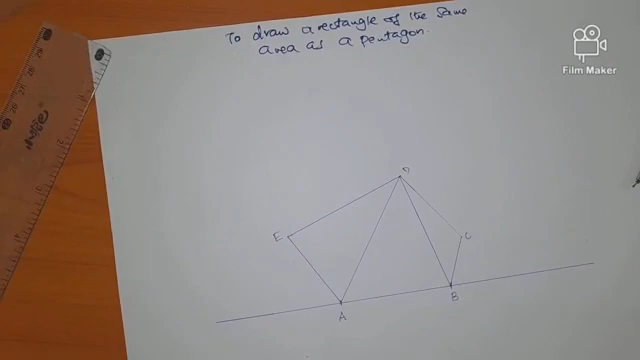 To draw a rectangle of the same
area as a pentagon.
Film Maker
D
E
C
A
B